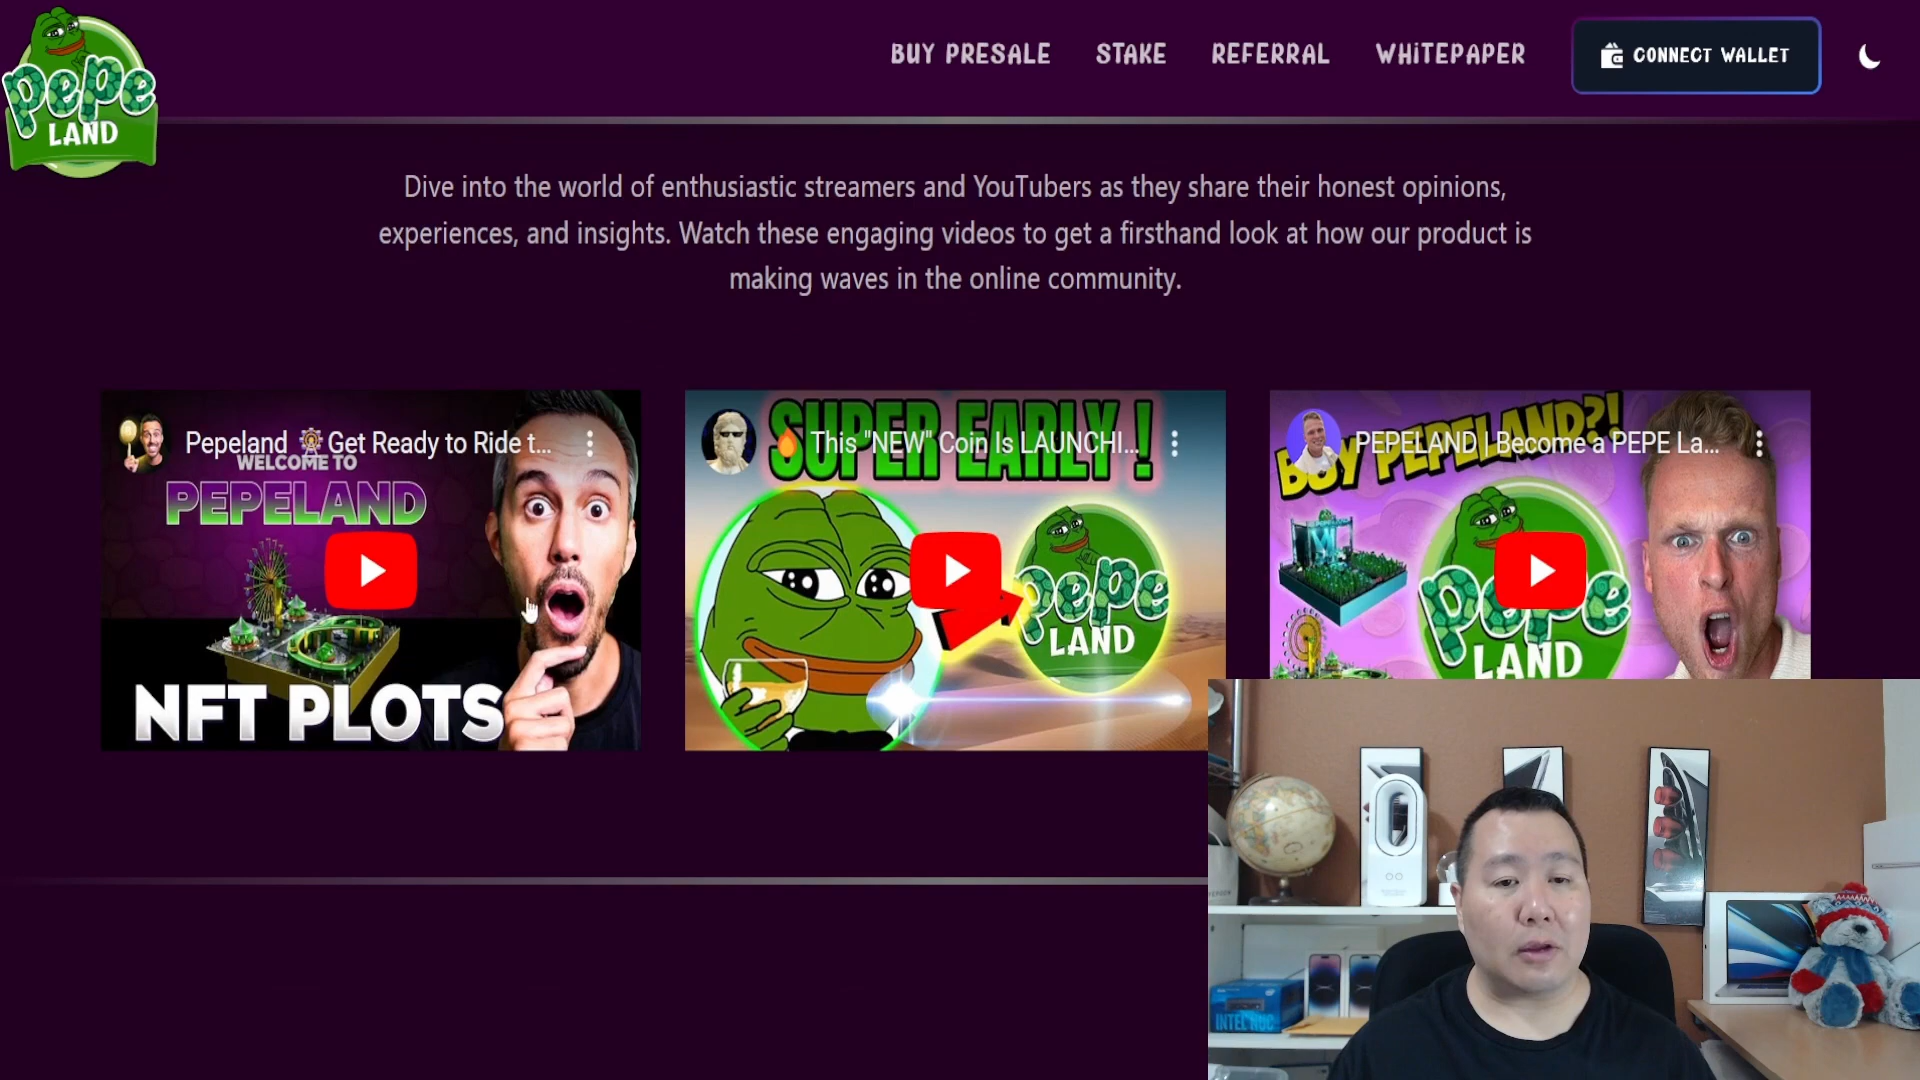 pepe
LAND
BUY PRESALE
STAKE
REFERRAL
WHiTEPAPER
CONNECT WALLET
Dive into the world of enthusiastic streamers and YouTubers as they share their honest opinions,
experiences, and insights. Watch these engaging videos to get a firsthand look at how our product is
making waves in the online community.
Pepeland 🎡Get Ready to Ride t...
WELCOME TO
PEPELAND
NFT PLOTS
SUPER EARLY!
🔥 This "NEW" Coin Is LAUNCHI...
pepe
LAND
BUY PEPELAND?!
PEPELAND | Become a PEPE La...
pepe
LAND
INTEL NUC